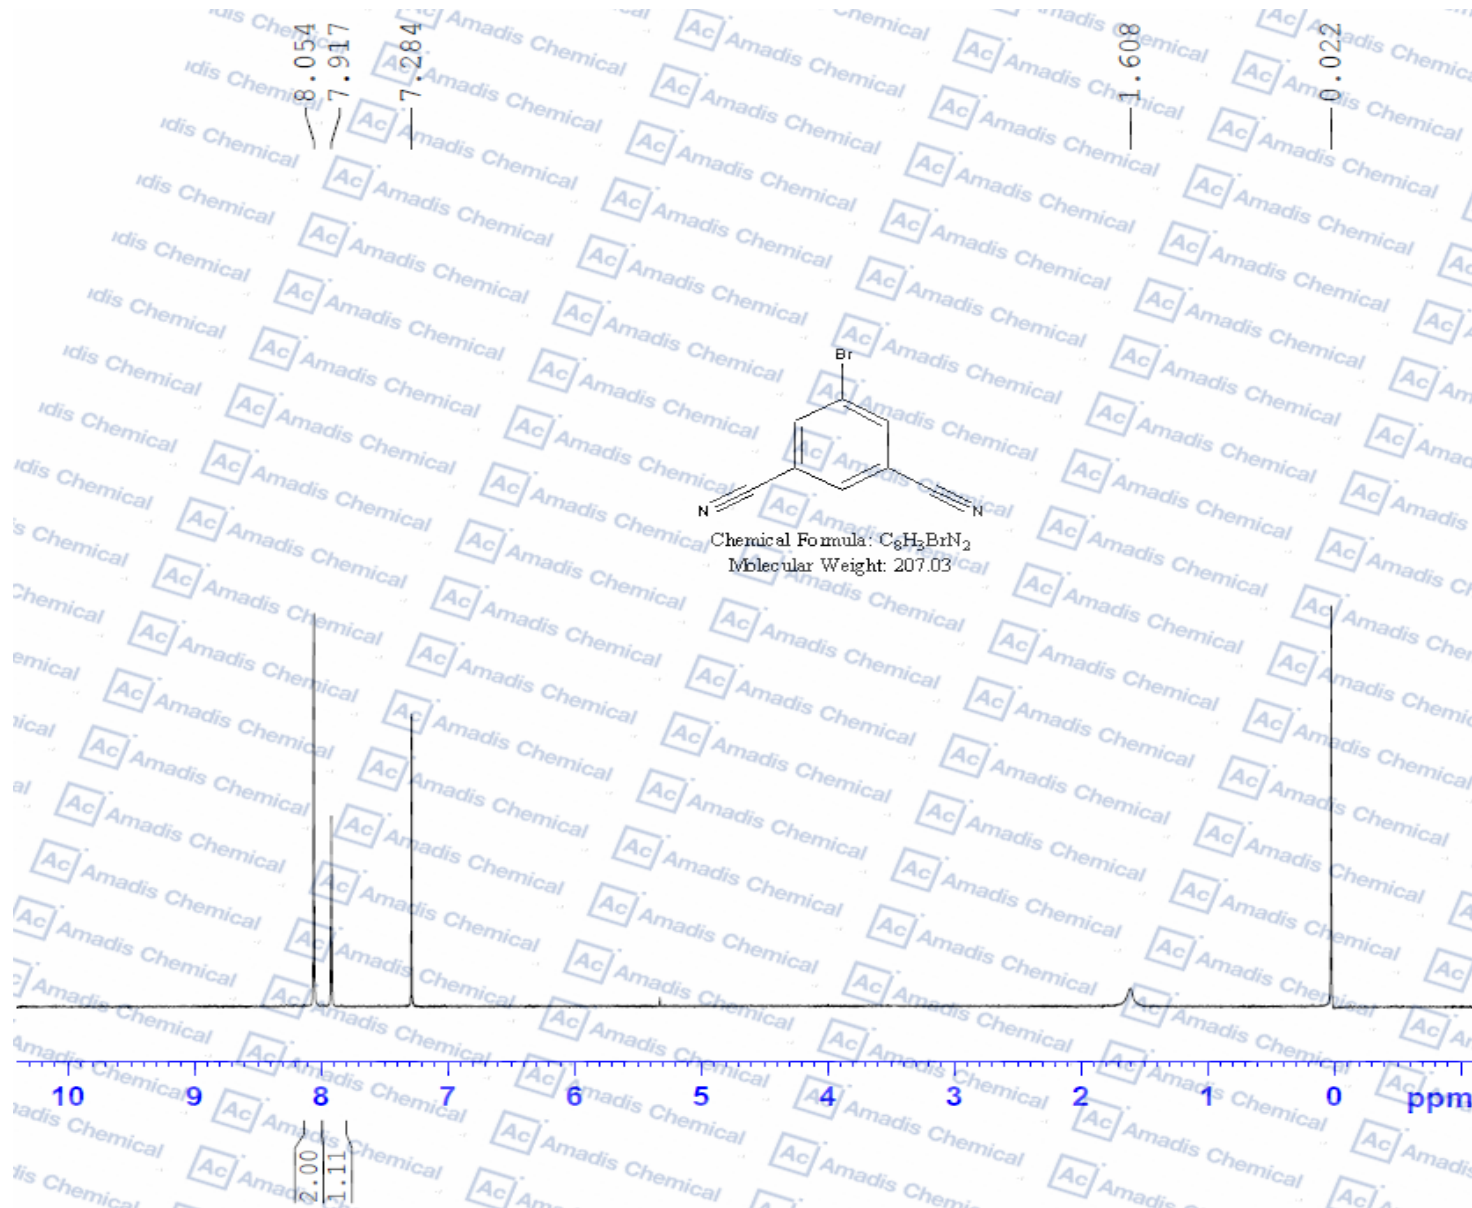 8.054
7.917
7.284
1.608
0.022
Br
N
N
Chemical Formula: C₈H₃BrN₂
Molecular Weight: 207.03
10 9 8 7 6 5 4 3 2 1 0 ppm
2.00
1.11
Ac Amadis Chemical